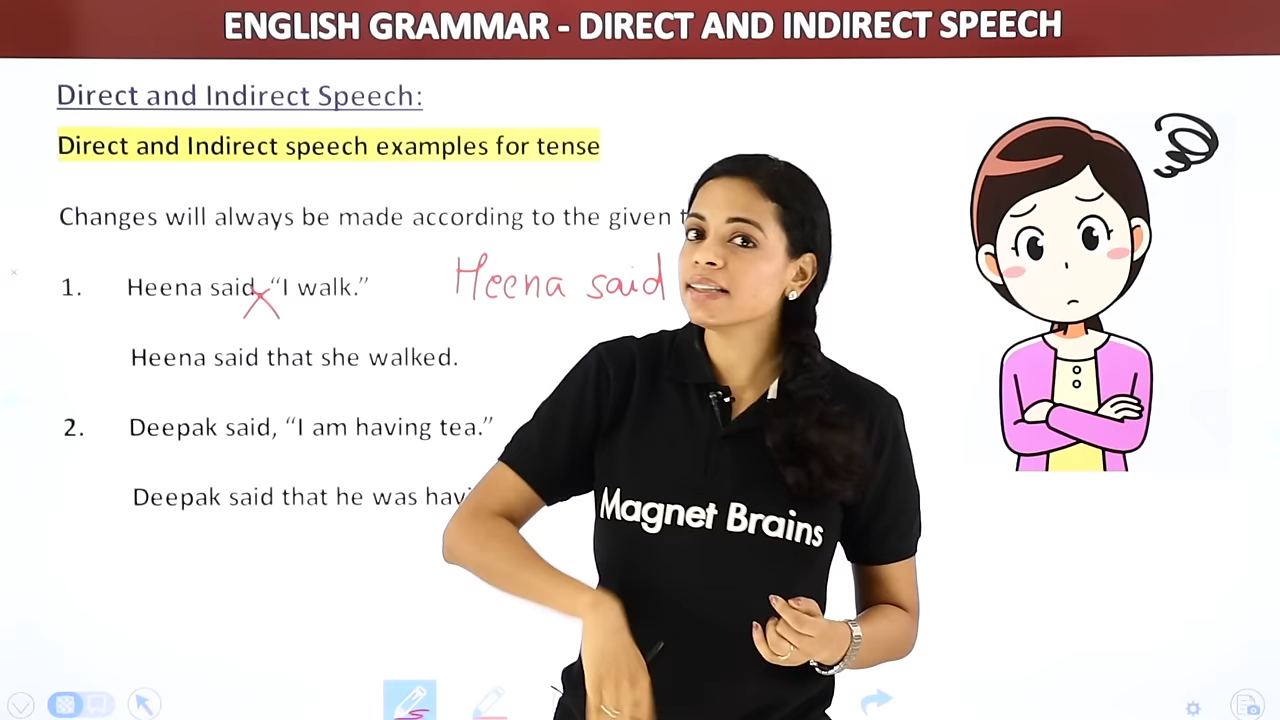 ENGLISH GRAMMAR - DIRECT AND INDIRECT SPEECH
Direct and Indirect Speech:
Direct and Indirect speech examples for tense
Changes will always be made according to the given
1. Heena said, “I walk.” Heena said
Heena said that she walked.
2. Deepak said, “I am having tea.”
Deepak said that he was
Magnet Brains